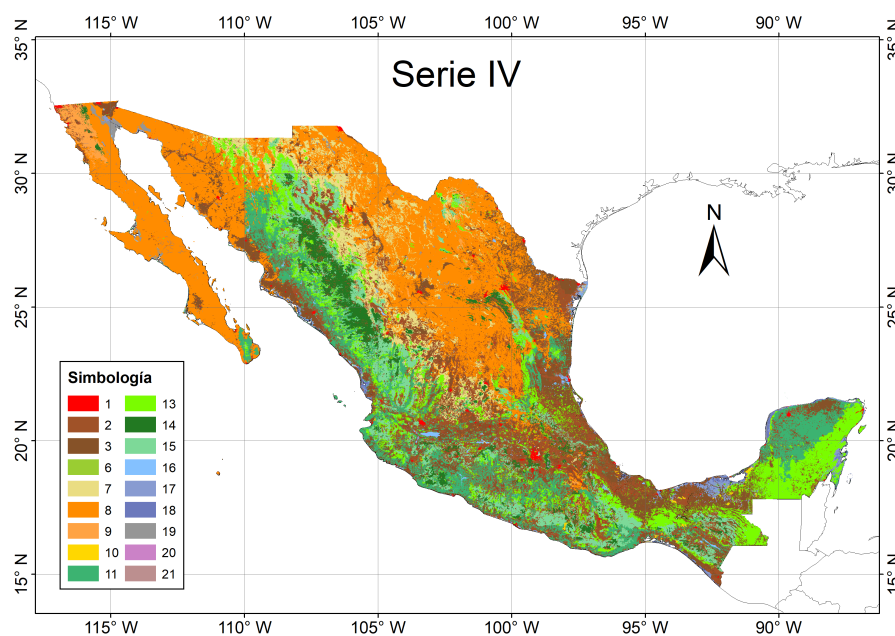 115° W 110° W 105° W 100° W 95° W 90° W
35° N
35° N
Serie IV
30° N
30° N
N
25° N
25° N
Simbología
1 13
2 14
3 15
6 16
7 17
8 18
9 19
10 20
11 21
20° N
20° N
15° N
15° N
115° W 110° W 105° W 100° W 95° W 90° W